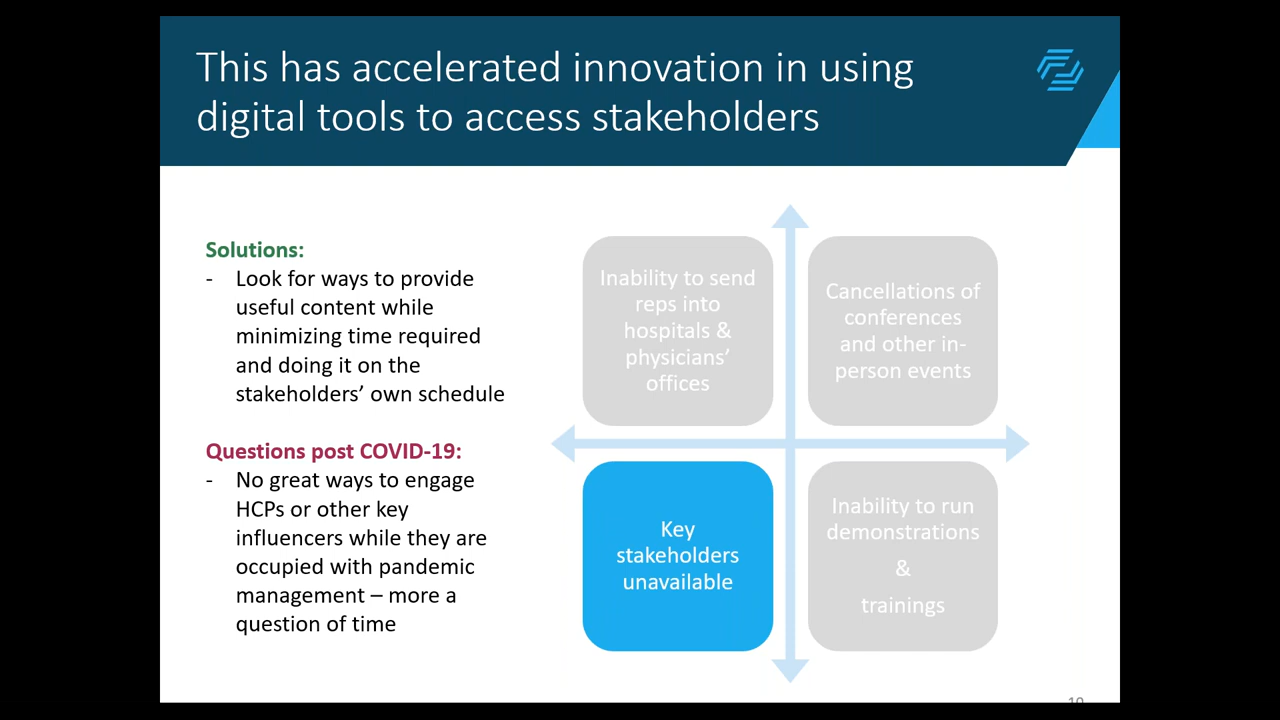 This has accelerated innovation in using
digital tools to access stakeholders
Solutions:
- Look for ways to provide
useful content while
minimizing time required
and doing it on the
stakeholders’ own schedule
Questions post COVID-19:
- No great ways to engage
HCPs or other key
influencers while they are
occupied with pandemic
management – more a
question of time
Inability to send
reps into
hospitals &
physicians’
offices
Cancellations of
conferences
and other in-
person events
Key
stakeholders
unavailable
Inability to run
demonstrations
&
trainings